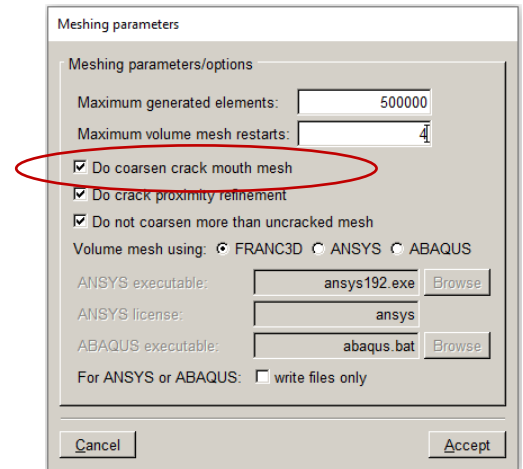 Meshing parameters
Meshing parameters/options
Maximum generated elements: 500000
Maximum volume mesh restarts: 4
Do coarsen crack mouth mesh
Do crack proximity refinement
Do not coarsen more than uncracked mesh
Volume mesh using: FRANC3D ANSYS ABAQUS
ANSYS executable: ansys192.exe Browse
ANSYS license: ansys
ABAQUS executable: abaqus.bat Browse
For ANSYS or ABAQUS: write files only
Cancel Accept